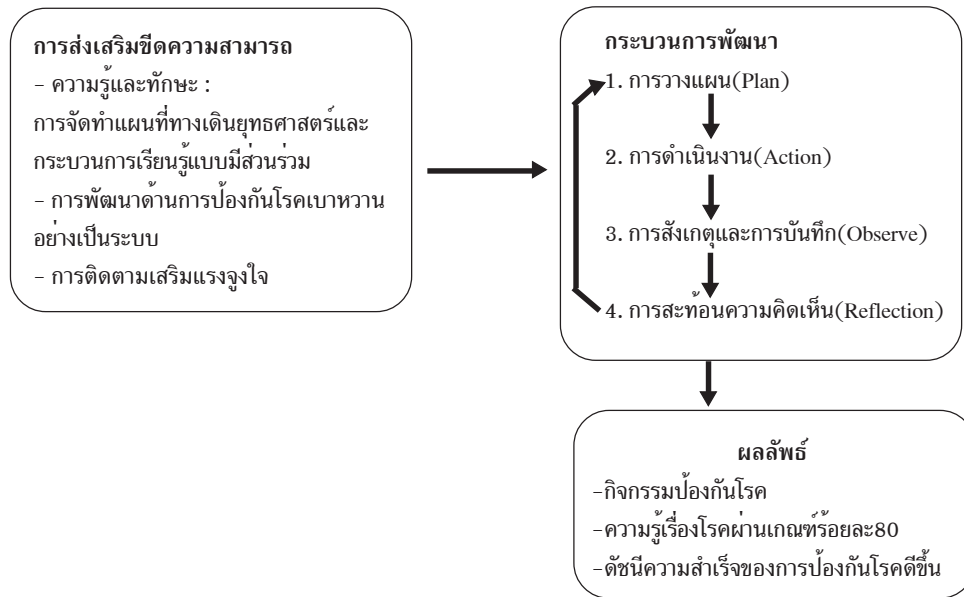 การส่งเสริมขีดความสามารถ
- ความรู้และทักษะ :
การจัดทำแผนที่ทางเดินยุทธศาสตร์และ
กระบวนการเรียนรู้แบบมีส่วนร่วม
- การพัฒนาด้านการป้องกันโรคเบาหวาน
อย่างเป็นระบบ
- การติดตามเสริมแรงจูงใจ
กระบวนการพัฒนา
1. การวางแผน(Plan)
2. การดำเนินงาน(Action)
3. การสังเกตุและการบันทึก(Observe)
4. การสะท้อนความคิดเห็น(Reflection)
ผลลัพธ์
-กิจกรรมป้องกันโรค
-ความรู้เรื่องโรคผ่านเกณฑ์ร้อยละ80
-ดัชนีความสำเร็จของการป้องกันโรคดีขึ้น